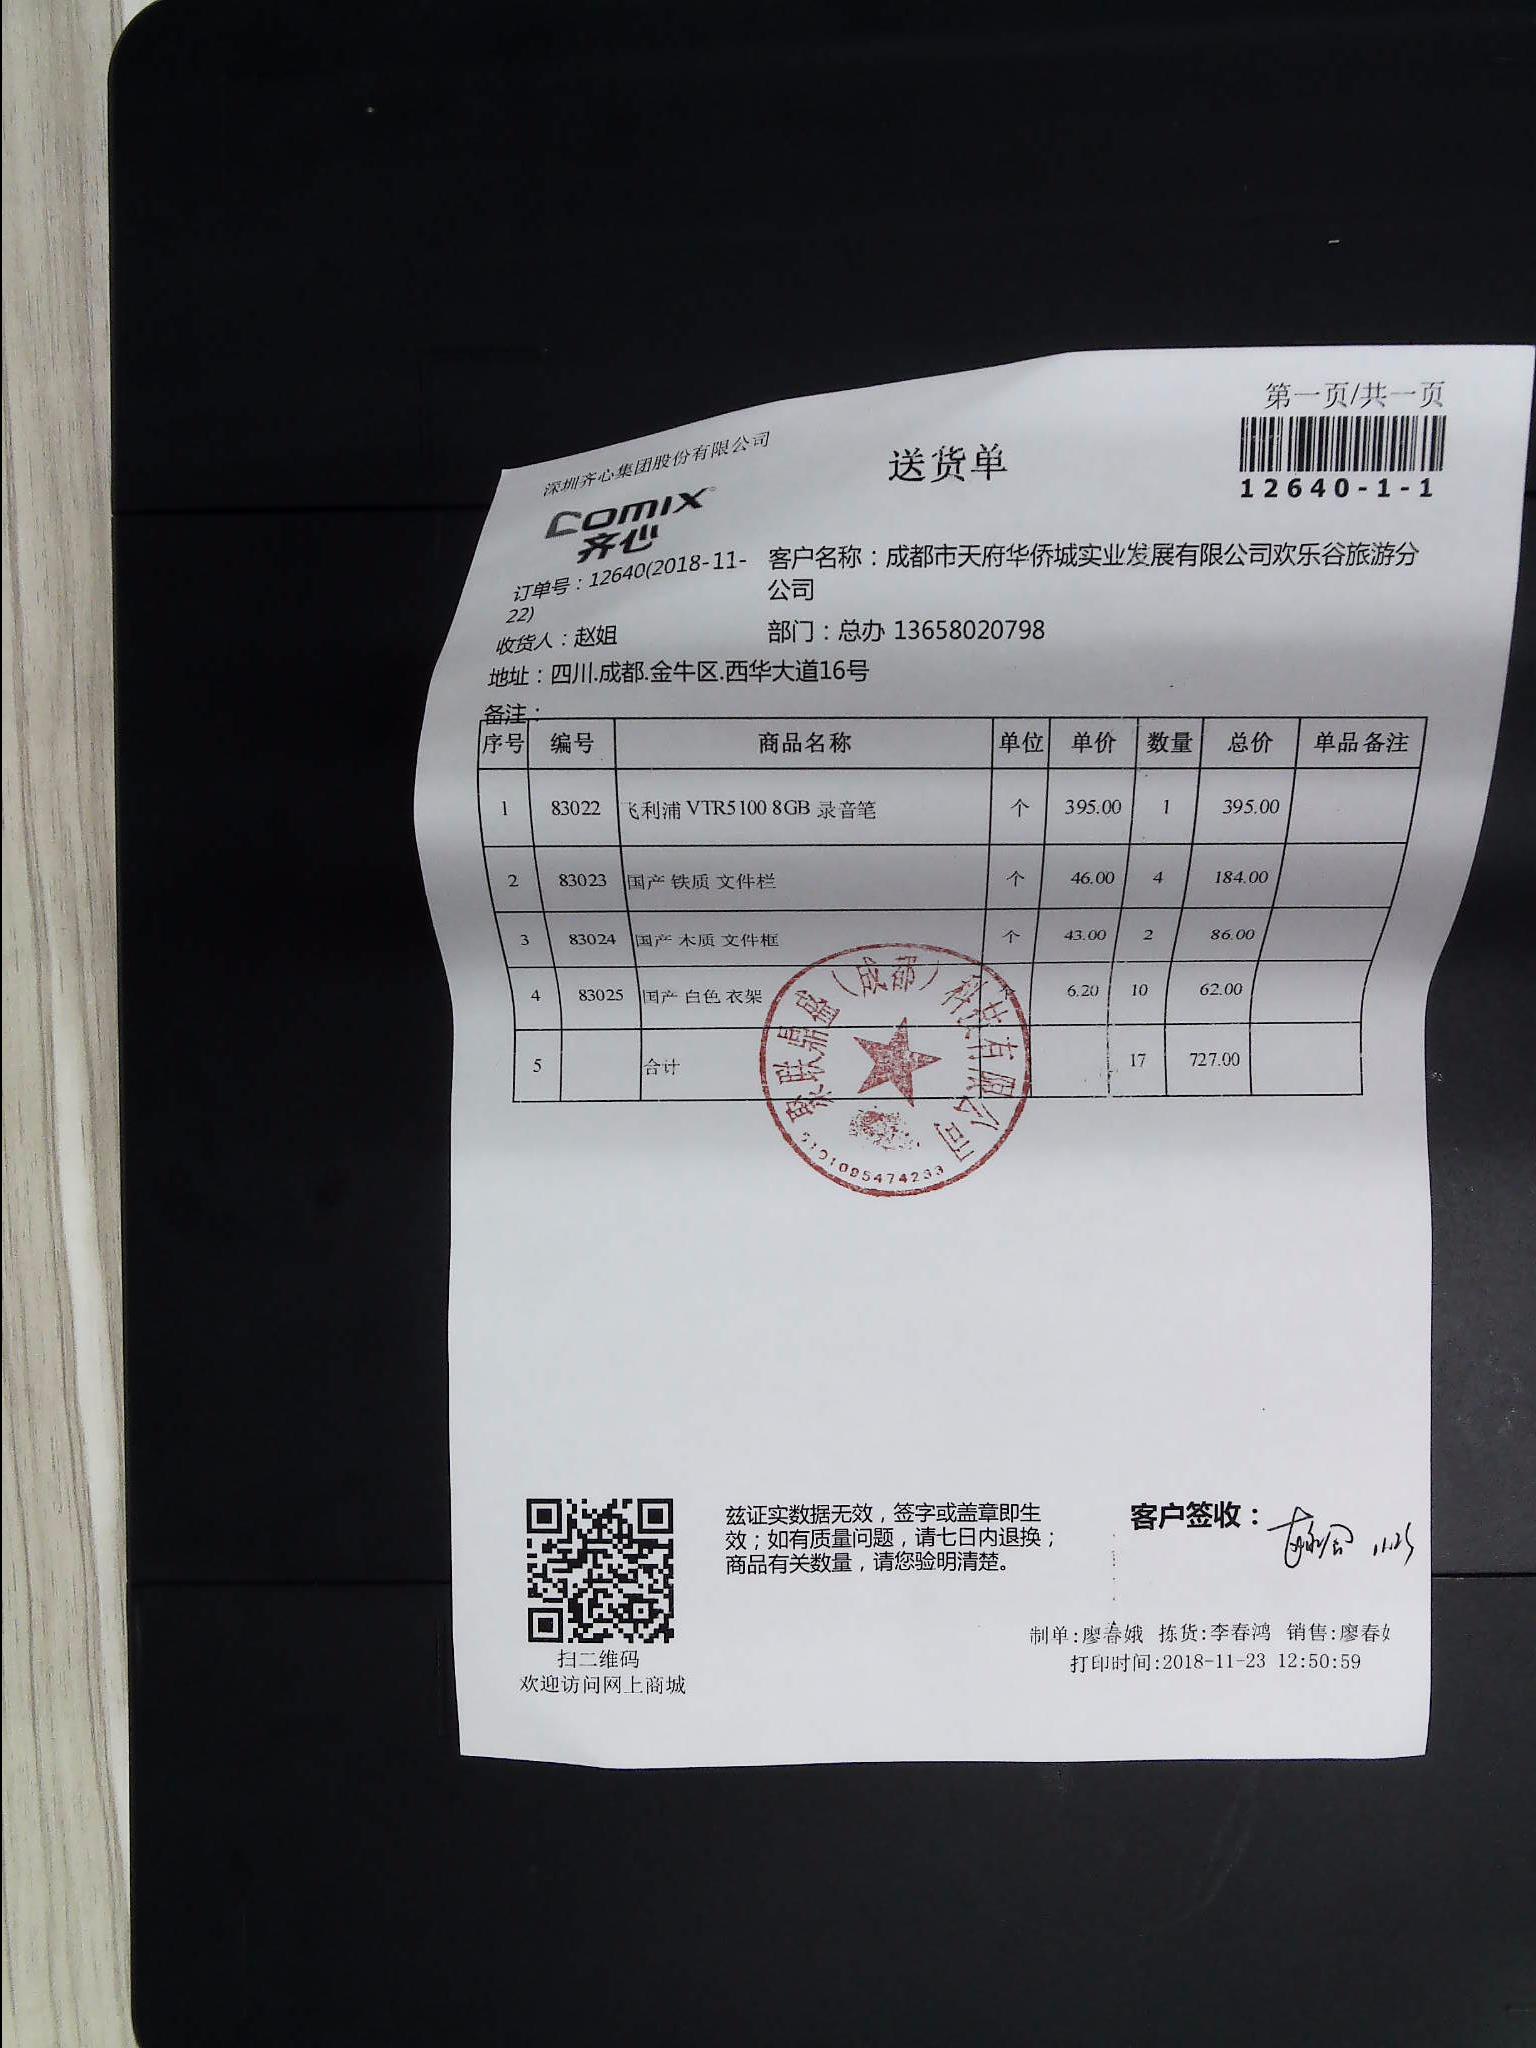 第一页/共一页
深圳齐心集团股份有限公司
送货单
12640-1-1
comix
齐心
订单号：12640(2018-11-22)
客户名称：成都市天府华侨城实业发展有限公司欢乐谷旅游分
公司
收货人：赵姐
部门：总办 13658020798
地址：四川.成都.金牛区.西华大道16号
备注：
序号 编号 商品名称 单位 单价 数量 总价 单品备注
1 83022 飞利浦 VTR5100 8GB 录音笔 个 395.00 1 395.00
2 83023 国产 铁质 文件栏 个 46.00 4 184.00
3 83024 国产 木质 文件框 个 43.00 2 86.00
4 83025 国产 白色 衣架 6.20 10 62.00
5 合计 17 727.00
聚联鼎盈（成都）科技有限公司
5101095474233
兹证实数据无效，签字或盖章即生
效；如有质量问题，请七日内退换；
商品有关数量，请您验明清楚。
客户签收：
扫二维码
欢迎访问网上商城
制单:廖春娥 拣货:李春鸿 销售:廖春
打印时间:2018-11-23 12:50:59